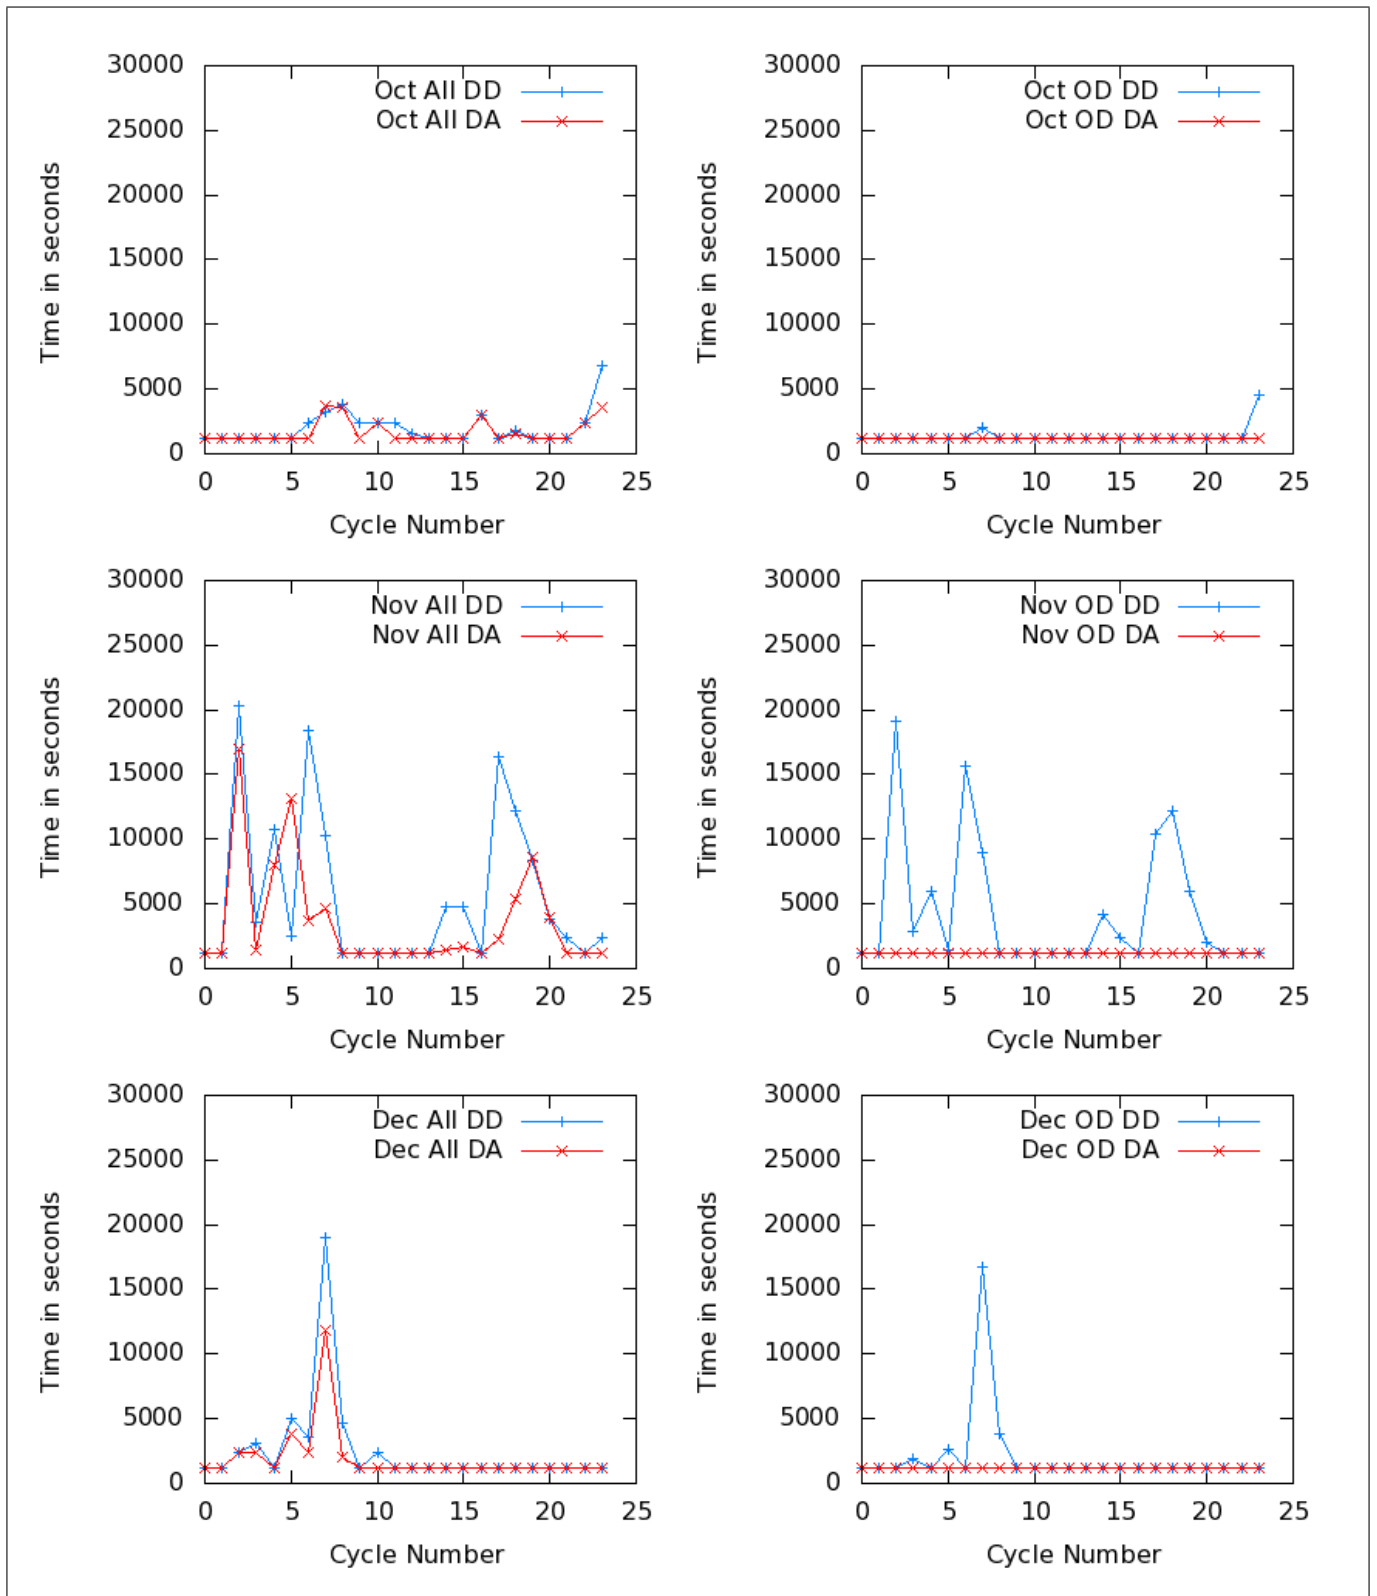 30000
25000
20000
15000
10000
5000
0
Time in seconds
Oct All DD
Oct All DA
0 5 10 15 20 25
Cycle Number
30000
25000
20000
15000
10000
5000
0
Time in seconds
Oct OD DD
Oct OD DA
0 5 10 15 20 25
Cycle Number
30000
25000
20000
15000
10000
5000
0
Time in seconds
Nov All DD
Nov All DA
0 5 10 15 20 25
Cycle Number
30000
25000
20000
15000
10000
5000
0
Time in seconds
Nov OD DD
Nov OD DA
0 5 10 15 20 25
Cycle Number
30000
25000
20000
15000
10000
5000
0
Time in seconds
Dec All DD
Dec All DA
0 5 10 15 20 25
Cycle Number
30000
25000
20000
15000
10000
5000
0
Time in seconds
Dec OD DD
Dec OD DA
0 5 10 15 20 25
Cycle Number